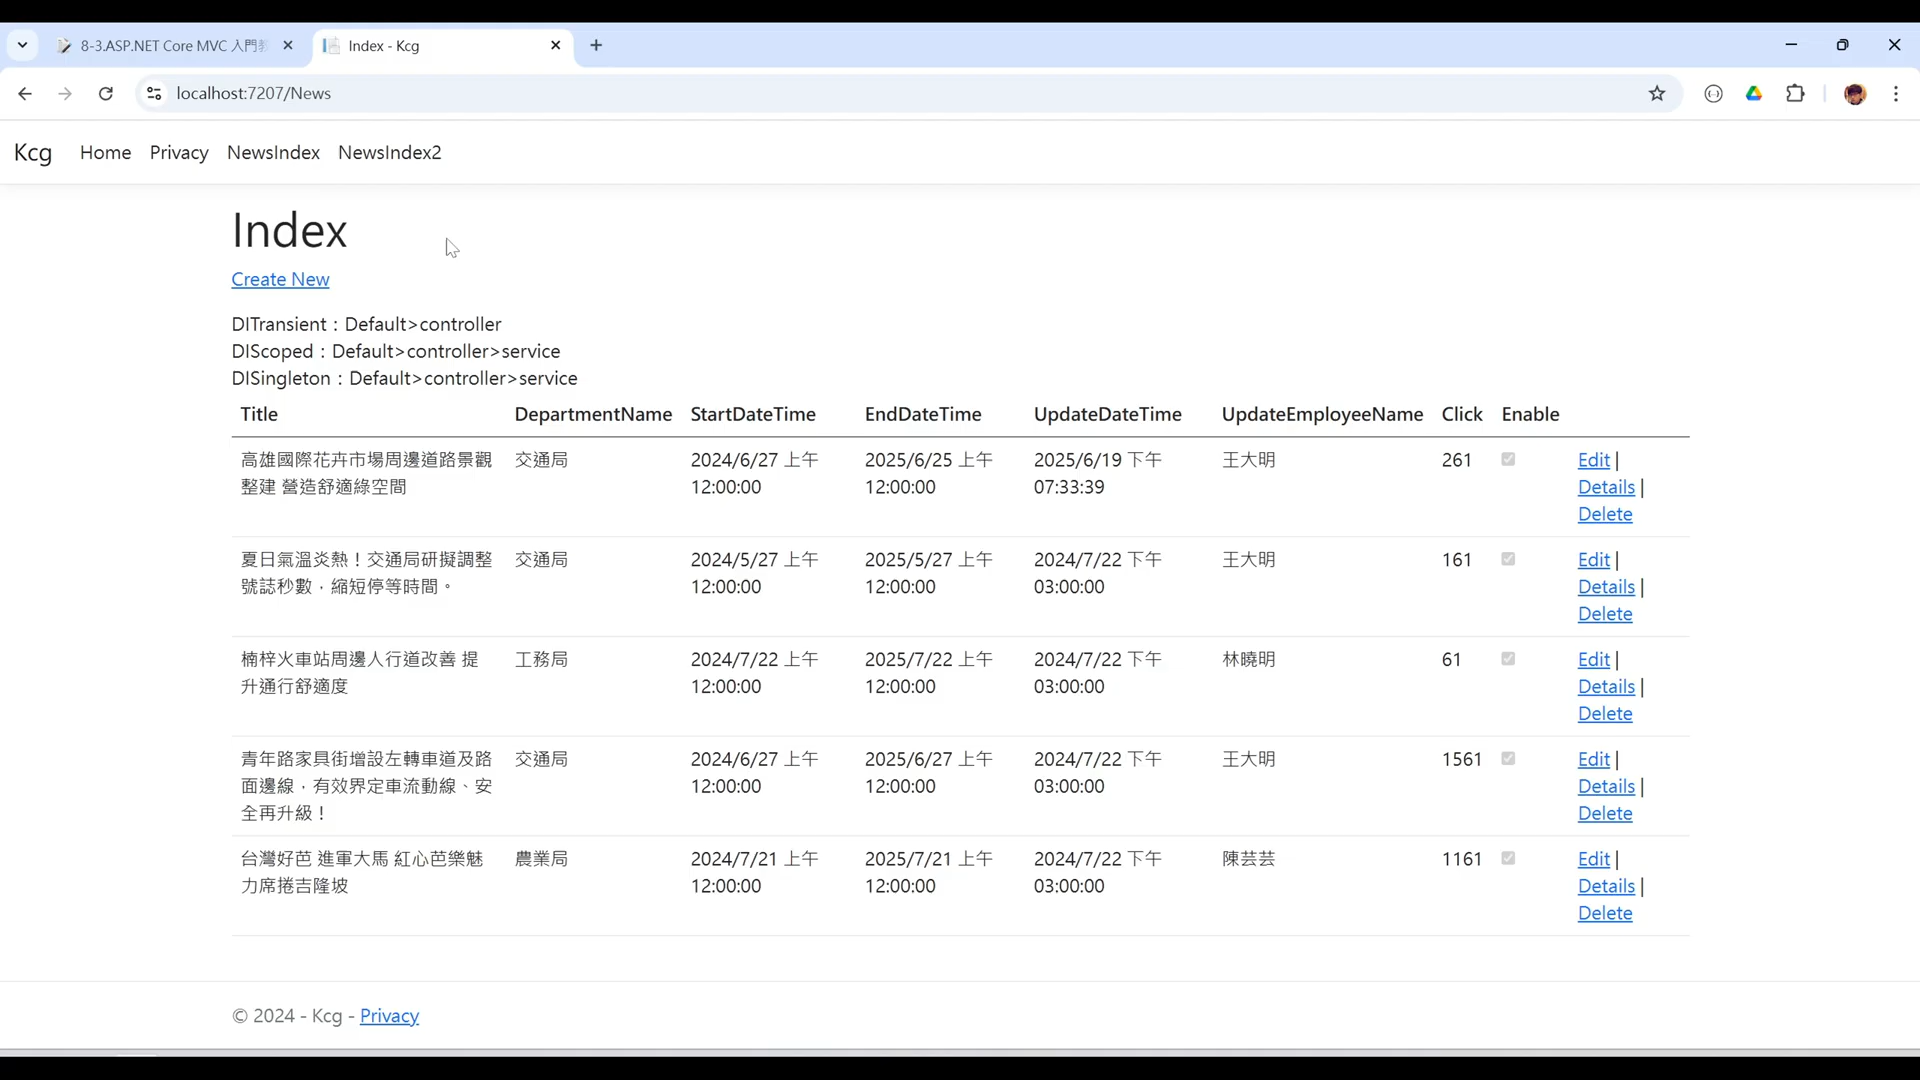 8-3.ASP.NET Core MVC 入門
Index - Kcg
localhost:7207/News
Kcg Home Privacy NewsIndex NewsIndex2
Index
Create New
DITransient：Default>controller
DIScoped：Default>controller>service
DISingleton：Default>controller>service
Title DepartmentName StartDateTime EndDateTime UpdateDateTime UpdateEmployeeName Click Enable
高雄國際花卉市場周邊道路景觀 交通局 2024/6/27 上午 2025/6/25 上午 2025/6/19 下午 王大明 261 Edit |
整建 營造舒適綠空間 12:00:00 12:00:00 07:33:39 Details |
Delete
夏日氣溫炎熱！交通局研擬調整 交通局 2024/5/27 上午 2025/5/27 上午 2024/7/22 下午 王大明 161 Edit |
號誌秒數，縮短停等時間。 12:00:00 12:00:00 03:00:00 Details |
Delete
楠梓火車站周邊人行道改善 提 工務局 2024/7/22 上午 2025/7/22 上午 2024/7/22 下午 林曉明 61 Edit |
升通行舒適度 12:00:00 12:00:00 03:00:00 Details |
Delete
青年路家具街增設左轉車道及路 交通局 2024/6/27 上午 2025/6/27 上午 2024/7/22 下午 王大明 1561 Edit |
面邊線，有效界定車流動線、安 12:00:00 12:00:00 03:00:00 Details |
全再升級！ Delete
台灣好芭 進軍大馬 紅心芭樂魅 農業局 2024/7/21 上午 2025/7/21 上午 2024/7/22 下午 陳芸芸 1161 Edit |
力席捲吉隆坡 12:00:00 12:00:00 03:00:00 Details |
Delete
© 2024 - Kcg - Privacy